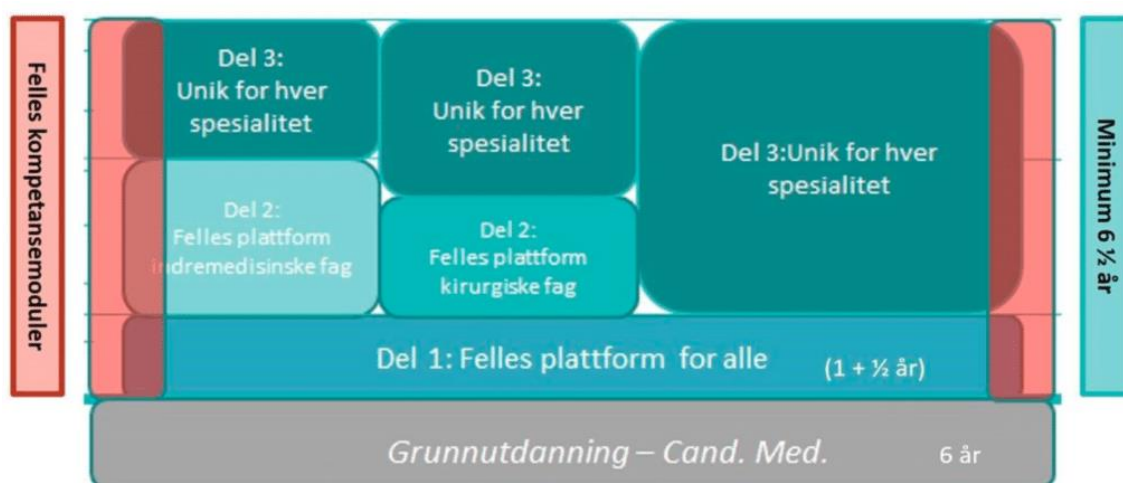 Felles kompetansemoduler
Del 3:
Unik for hver
spesialitet
Del 2:
Felles plattform
indremedisinske fag
Del 3:
Unik for hver
spesialitet
Del 2:
Felles plattform
kirurgiske fag
Del 3:Unik for hver
spesialitet
Del 1: Felles plattform for alle (1 + ½ år)
Grunnutdanning – Cand. Med. 6 år
Minimum 6 ½ år